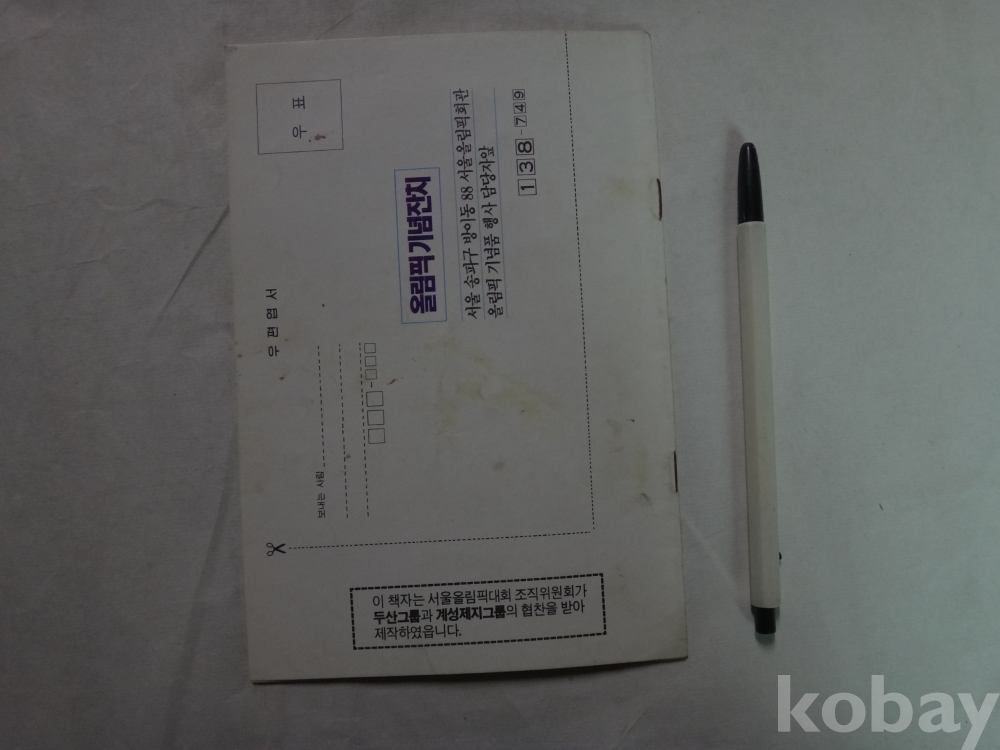 우 표
우 편 엽 서
보내는 사람
올림픽 기념잔치
서울 송파구 방이동 88 서울올림픽회관
올림픽 기념품 행사 담당자앞
138-749
이 책자는 서울올림픽대회 조직위원회가
두산그룹과 계성제지그룹의 협찬을 받아
제작하였읍니다.
kobay